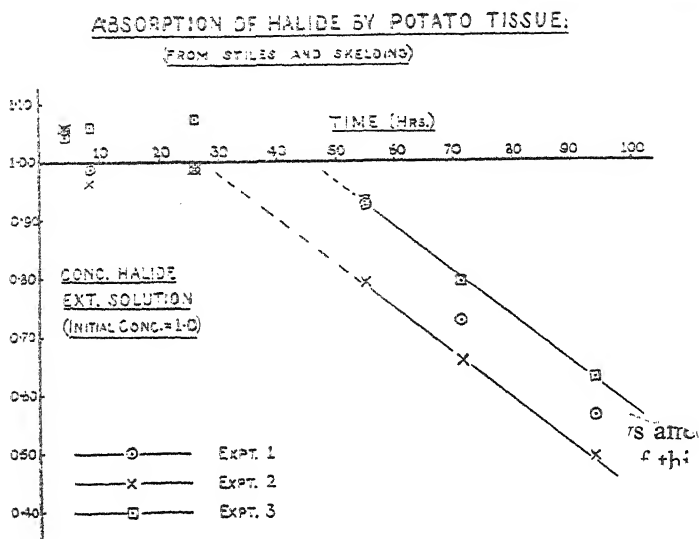 ABSORPTION OF HALIDE BY POTATO TISSUE:
(FROM STILES AND SKELDING)
1·10
TIME (HRS.)
1·00
10 20 30 40 50 60 70 80 90 100
0·90
CONC. HALIDE
0·80
EXT. SOLUTION
(INITIAL CONC.=1·0)
0·70
0·60
EXPT. 1
0·50
EXPT. 2
EXPT. 3
0·40